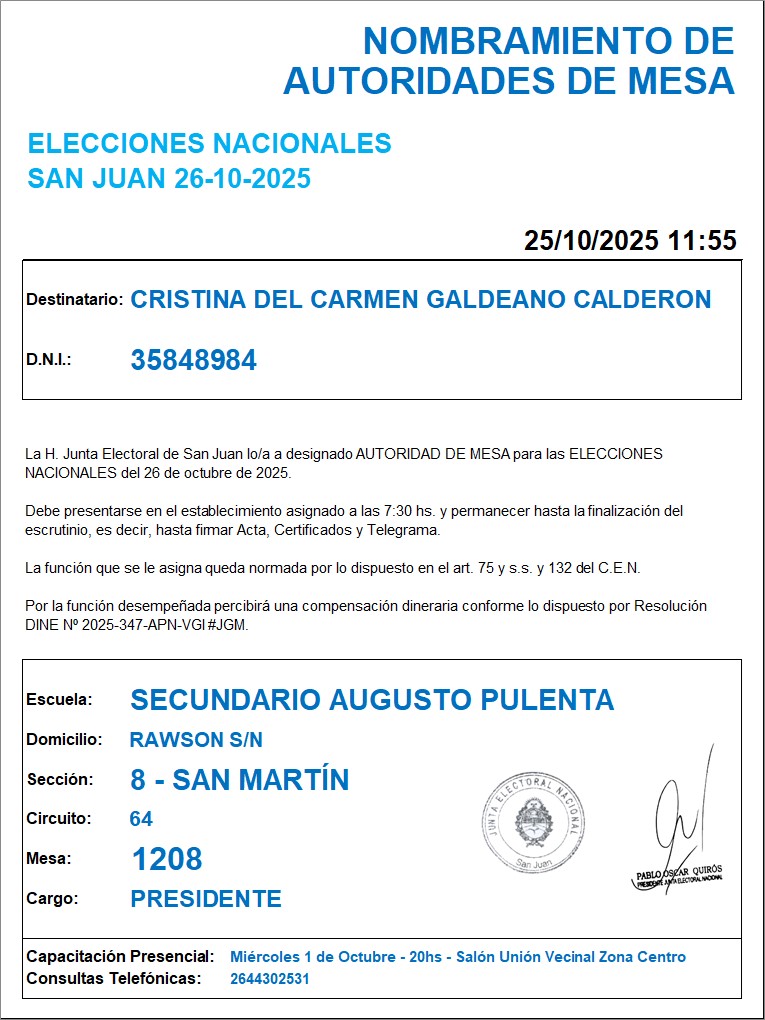 NOMBRAMIENTO DE
AUTORIDADES DE MESA
ELECCIONES NACIONALES
SAN JUAN 26-10-2025
25/10/2025 11:55
Destinatario: CRISTINA DEL CARMEN GALDEANO CALDERON
D.N.I.: 35848984
La H. Junta Electoral de San Juan lo/a a designado AUTORIDAD DE MESA para las ELECCIONES
NACIONALES del 26 de octubre de 2025.
Debe presentarse en el establecimiento asignado a las 7:30 hs. y permanecer hasta la finalización del
escrutinio, es decir, hasta firmar Acta, Certificados y Telegrama.
La función que se le asigna queda normada por lo dispuesto en el art. 75 y s.s. y 132 del C.E.N.
Por la función desempeñada percibirá una compensación dineraria conforme lo dispuesto por Resolución
DINE Nº 2025-347-APN-VGI#JGM.
Escuela: SECUNDARIO AUGUSTO PULENTA
Domicilio: RAWSON S/N
Sección: 8 - SAN MARTÍN
Circuito: 64
Mesa: 1208
Cargo: PRESIDENTE
JUNTA ELECTORAL NACIONAL
San Juan
PABLO OSCAR QUIRÓS
PRESIDENTE JUNTA ELECTORAL NACIONAL
Capacitación Presencial: Miércoles 1 de Octubre - 20hs - Salón Unión Vecinal Zona Centro
Consultas Telefónicas: 2644302531